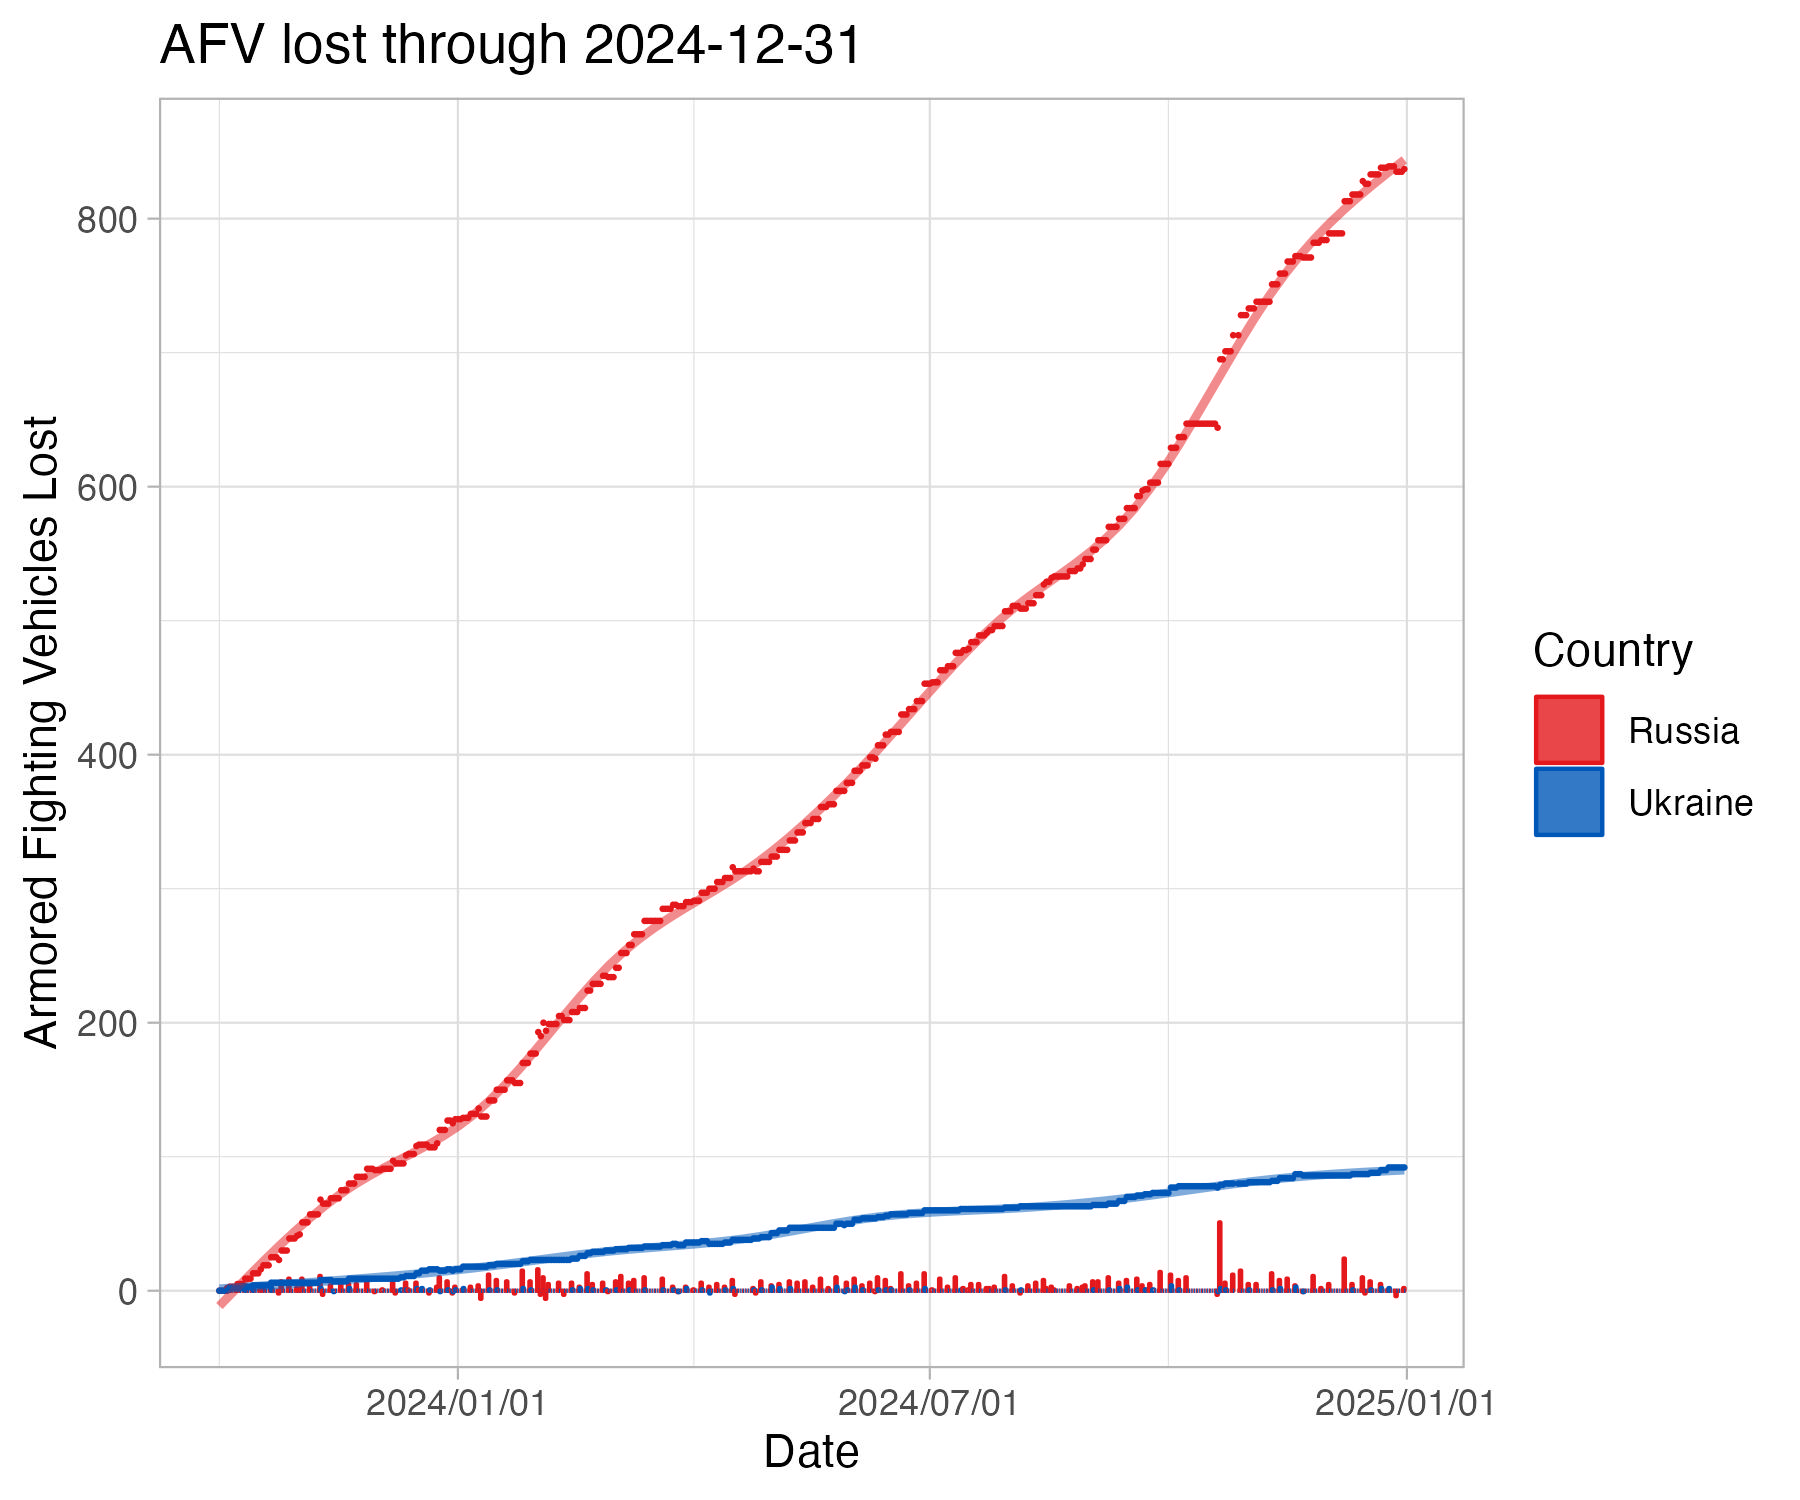 AFV lost through 2024-12-31
Armored Fighting Vehicles Lost
800
600
400
200
0
2024/01/01
2024/07/01
2025/01/01
Date
Country
Russia
Ukraine